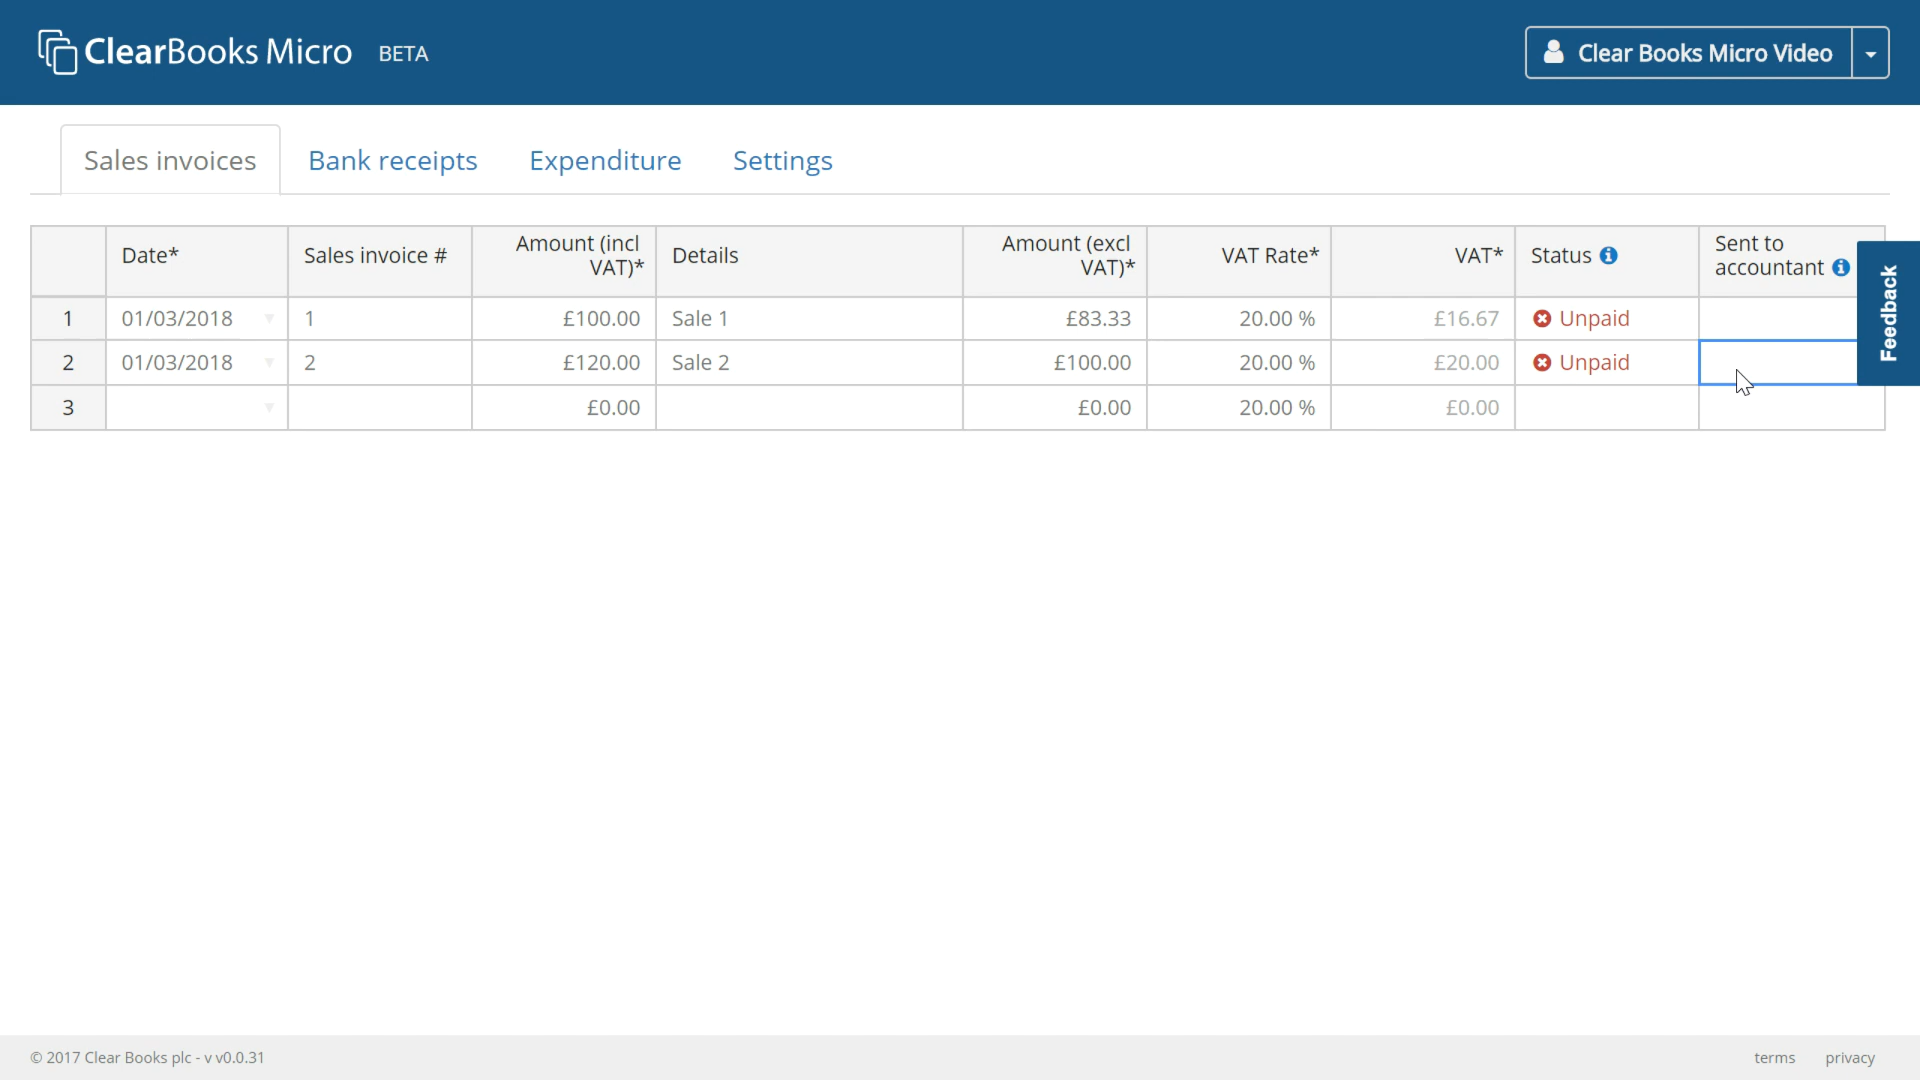 ClearBooks Micro BETA
Clear Books Micro Video
Sales invoices Bank receipts Expenditure Settings
Date* Sales invoice # Amount (incl VAT)* Details Amount (excl VAT)* VAT Rate* VAT* Status Sent to accountant
1 01/03/2018 1 £100.00 Sale 1 £83.33 20.00 % £16.67 Unpaid
2 01/03/2018 2 £120.00 Sale 2 £100.00 20.00 % £20.00 Unpaid
3 £0.00 £0.00 20.00 % £0.00
Feedback
© 2017 Clear Books plc - v v0.0.31
terms privacy